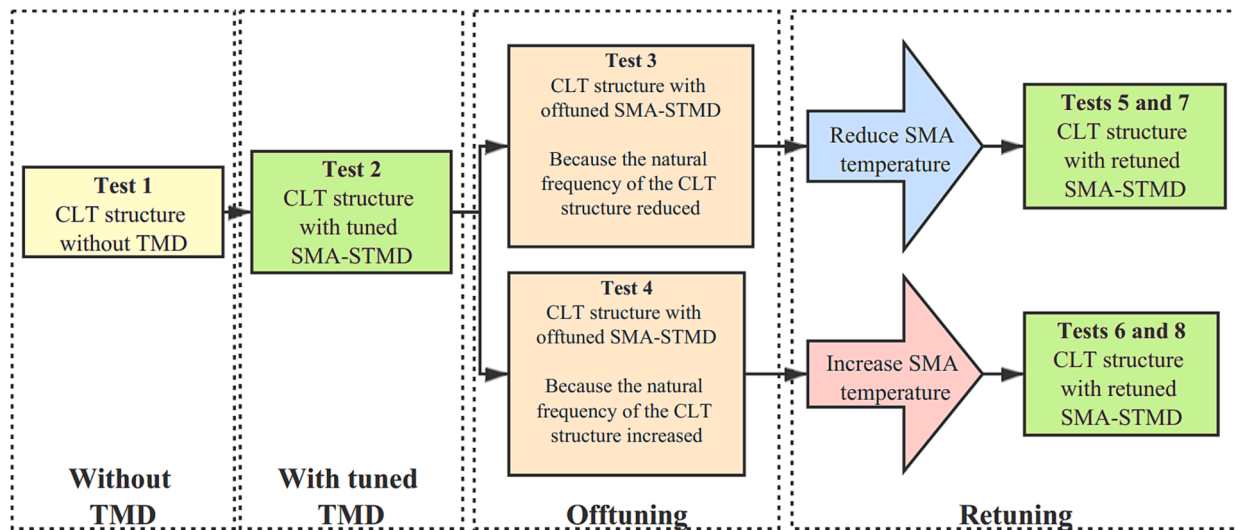 Test 1
CLT structure
without TMD
Without
TMD
Test 2
CLT structure
with tuned
SMA-STMD
With tuned
TMD
Test 3
CLT structure with
offtuned SMA-STMD
Because the natural
frequency of the CLT
structure reduced
Test 4
CLT structure with
offtuned SMA-STMD
Because the natural
frequency of the CLT
structure increased
Offtuning
Reduce SMA
temperature
Tests 5 and 7
CLT structure
with retuned
SMA-STMD
Increase SMA
temperature
Tests 6 and 8
CLT structure
with retuned
SMA-STMD
Retuning